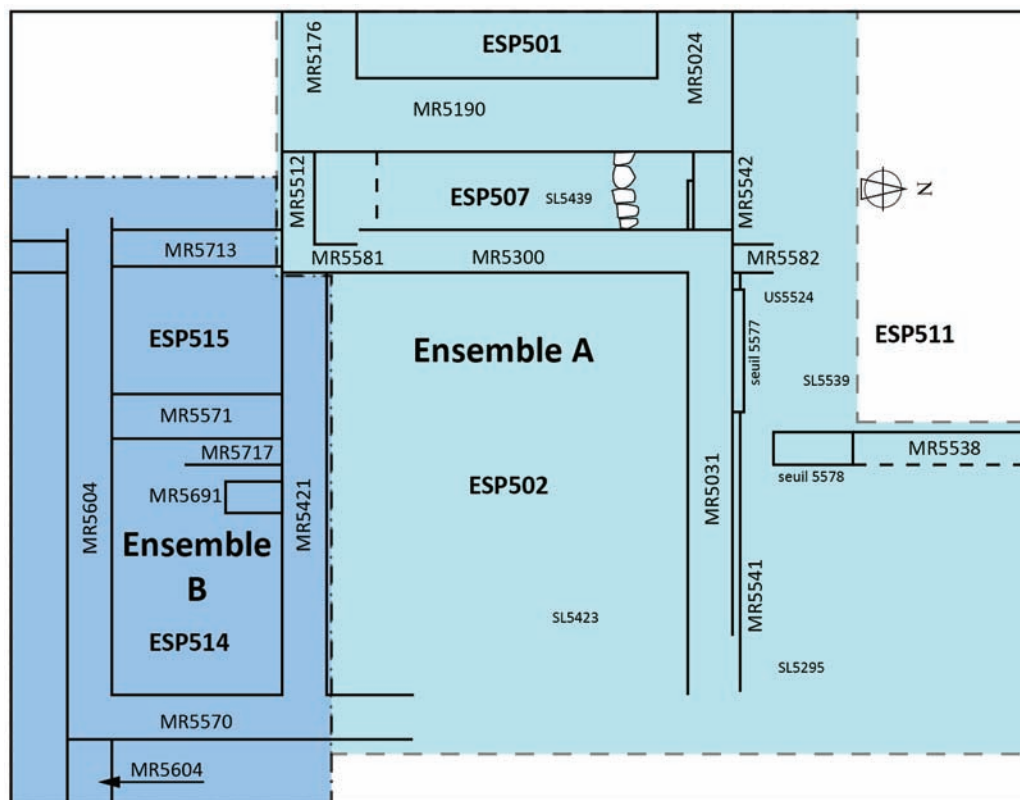 ESP501
MR5176
MR5024
MR5190
MR5512
ESP507
SL5439
MR5542
N
MR5713
MR5581
MR5300
MR5582
US5524
ESP515
Ensemble A
seuil 5577
ESP511
SL5539
MR5571
MR5717
MR5538
seuil 5578
MR5691
ESP502
MR5604
MR5421
MR5031
Ensemble
B
MR5541
SL5423
ESP514
SL5295
MR5570
MR5604